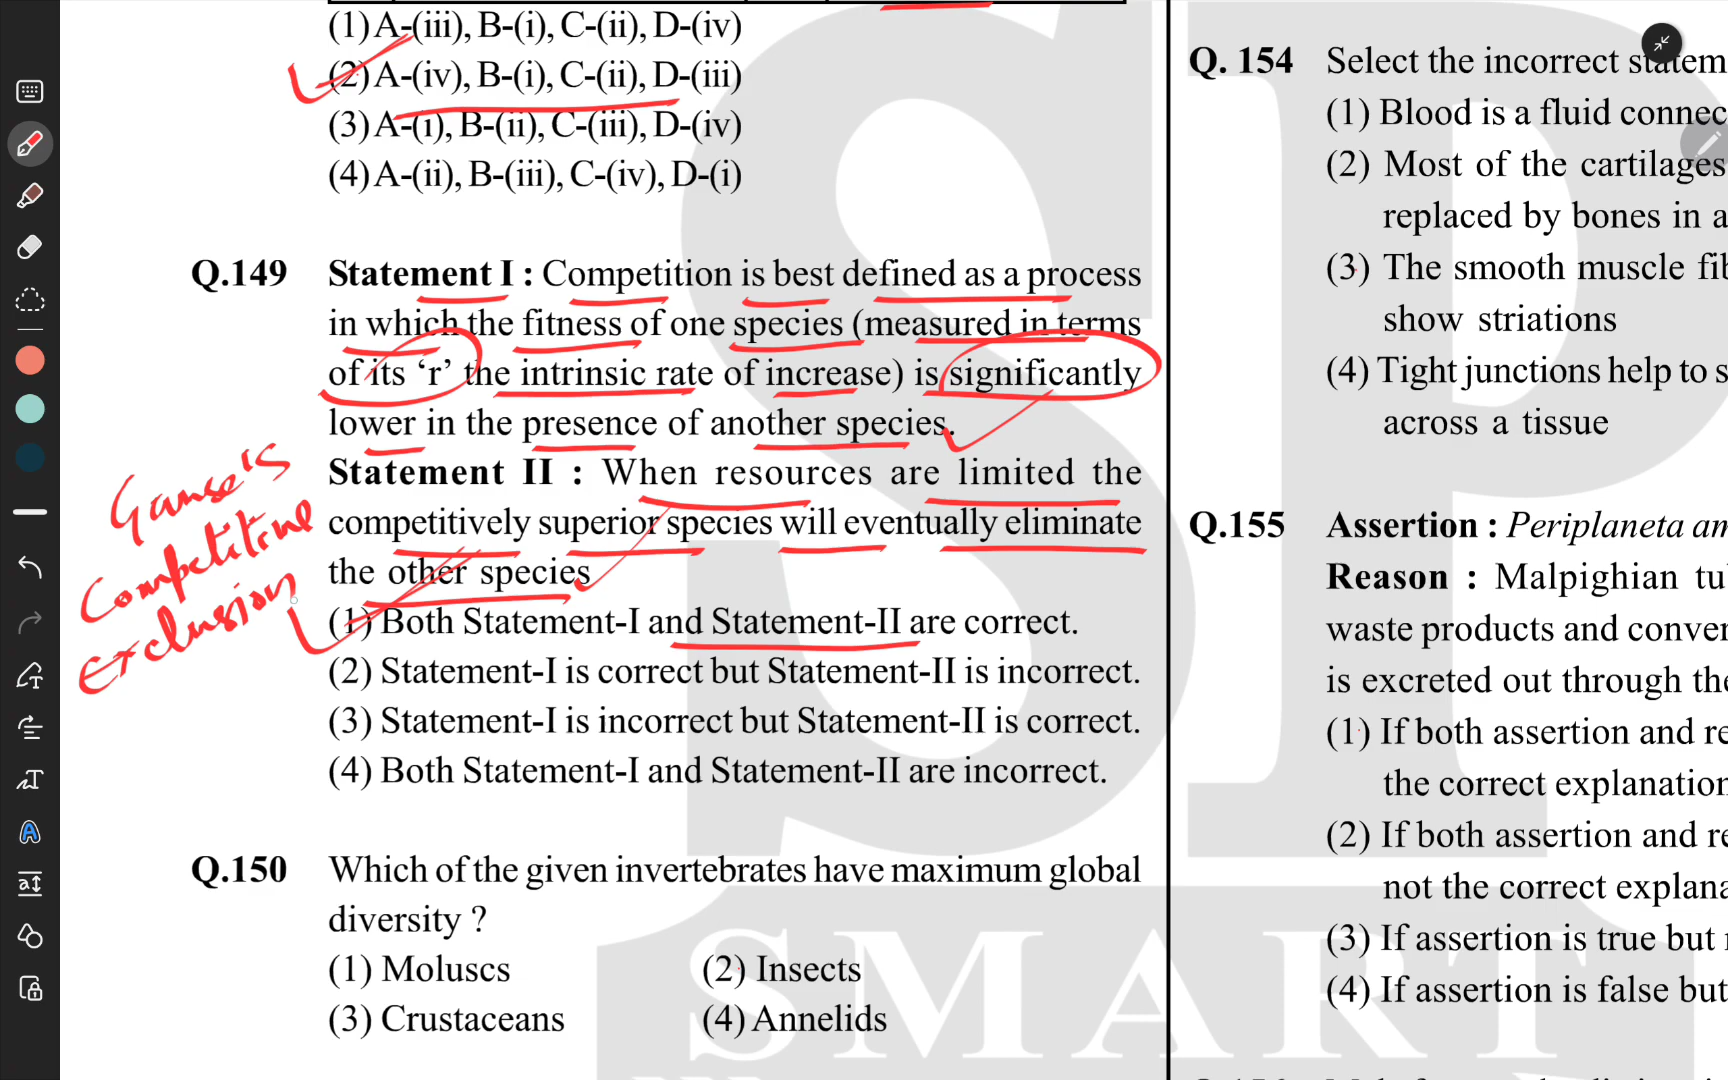 (1) A-(iii), B-(i), C-(ii), D-(iv)
(2) A-(iv), B-(i), C-(ii), D-(iii)
(3) A-(i), B-(ii), C-(iii), D-(iv)
(4) A-(ii), B-(iii), C-(iv), D-(i)
Q.149 Statement I : Competition is best defined as a process
in which the fitness of one species (measured in terms
of its ‘r’ the intrinsic rate of increase) is significantly
lower in the presence of another species.
Statement II : When resources are limited the
competitively superior species will eventually eliminate
the other species
(1) Both Statement-I and Statement-II are correct.
(2) Statement-I is correct but Statement-II is incorrect.
(3) Statement-I is incorrect but Statement-II is correct.
(4) Both Statement-I and Statement-II are incorrect.
Gause's
Competitive
Exclusion
Q.150 Which of the given invertebrates have maximum global
diversity ?
(1) Moluscs (2) Insects
(3) Crustaceans (4) Annelids
Q. 154 Select the incorrect statem
(1) Blood is a fluid connec
(2) Most of the cartilages
replaced by bones in a
(3) The smooth muscle fib
show striations
(4) Tight junctions help to s
across a tissue
Q.155 Assertion : Periplaneta am
Reason : Malpighian tu
waste products and conver
is excreted out through the
(1) If both assertion and re
the correct explanation
(2) If both assertion and re
not the correct explana
(3) If assertion is true but
(4) If assertion is false but
SP
SMART